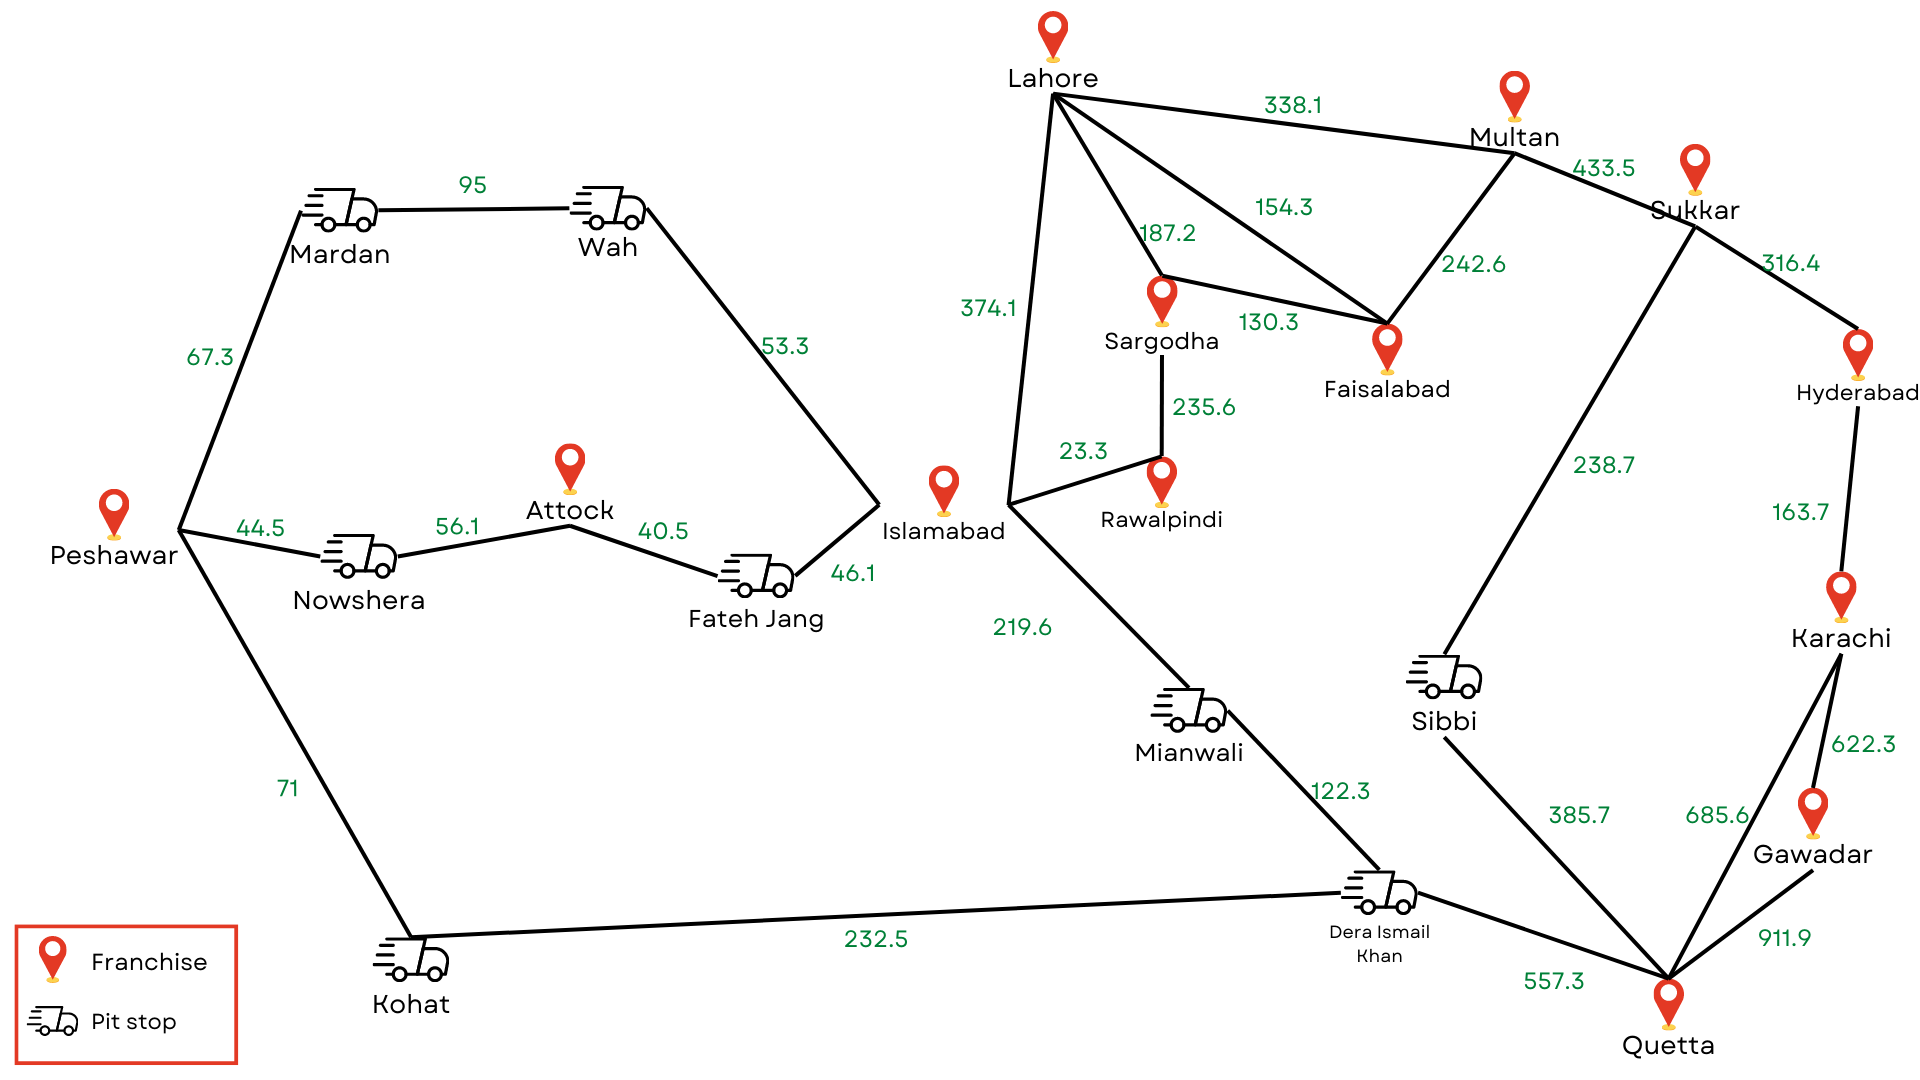 Lahore
338.1
Multan
433.5
Sukkar
95
154.3
187.2
Mardan
Wah
242.6
316.4
374.1
130.3
67.3
53.3
Sargodha
Faisalabad
Hyderabad
235.6
23.3
238.7
Attock
44.5
56.1
40.5
Islamabad
Rawalpindi
163.7
Peshawar
46.1
Nowshera
Fateh Jang
219.6
Karachi
Sibbi
Mianwali
622.3
71
122.3
385.7
685.6
Gawadar
232.5
Dera Ismail
Khan
911.9
557.3
Kohat
Quetta
Franchise
Pit stop